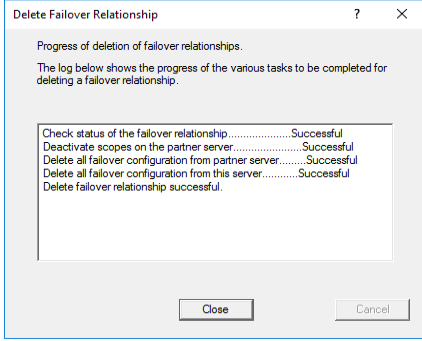 Delete Failover Relationship
Progress of deletion of failover relationships.
The log below shows the progress of the various tasks to be completed for
deleting a failover relationship.
Check status of the failover relationship.....................Successful
Deactivate scopes on the partner server.......................Successful
Delete all failover configuration from partner server.........Successful
Delete all failover configuration from this server............Successful
Delete failover relationship successful.
Close
Cancel